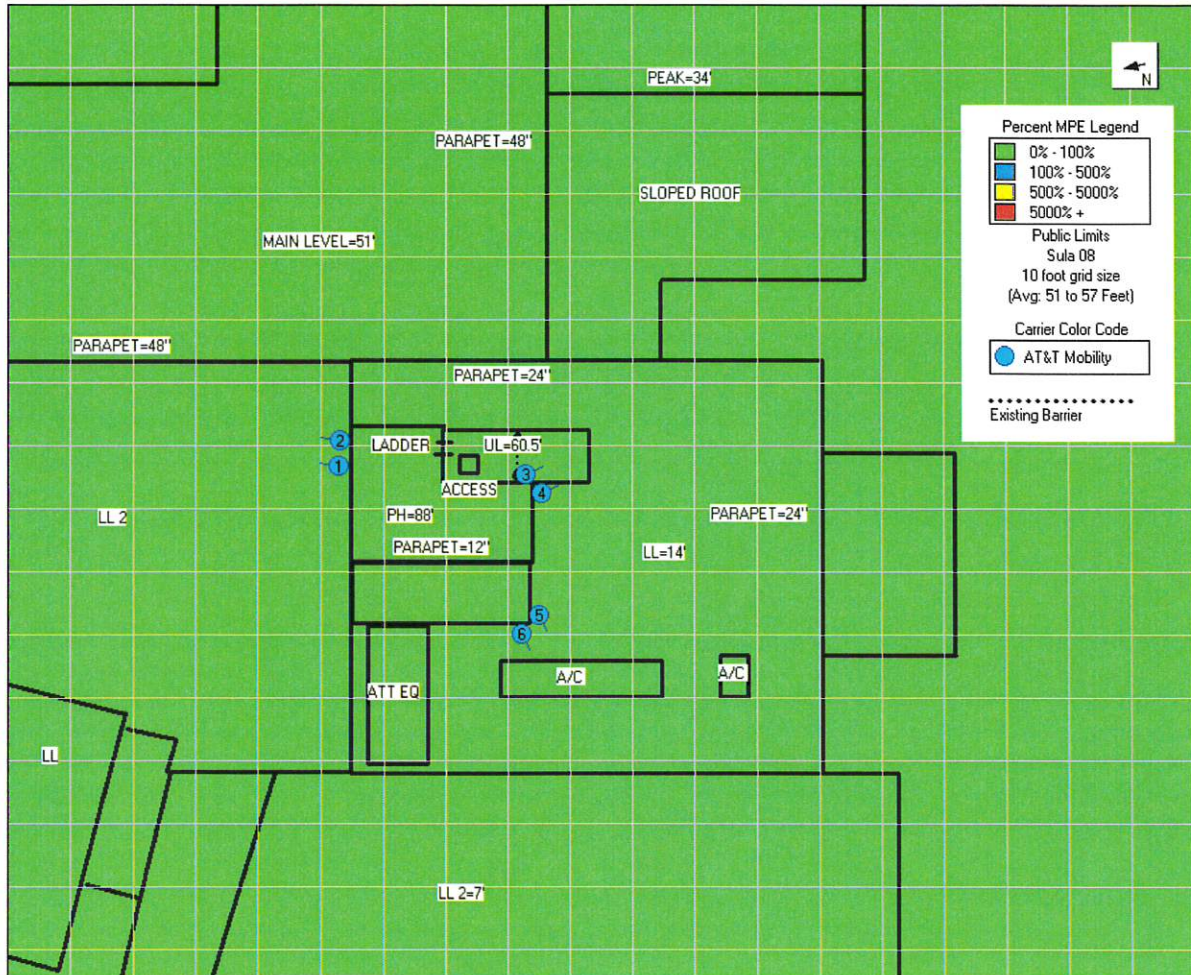 N
PEAK=34'
PARAPET=48"
SLOPED ROOF
MAIN LEVEL=51'
PARAPET=48"
PARAPET=24"
2
LADDER
UL=60.5'
1
3
ACCESS
4
LL 2
PH=88'
PARAPET=24"
PARAPET=12"
LL=14'
5
6
A/C
A/C
ATT EQ
LL
LL 2=7'
Percent MPE Legend
0% - 100%
100% - 500%
500% - 5000%
5000% +
Public Limits
Sula 08
10 foot grid size
(Avg: 51 to 57 Feet)
Carrier Color Code
AT&T Mobility
Existing Barrier